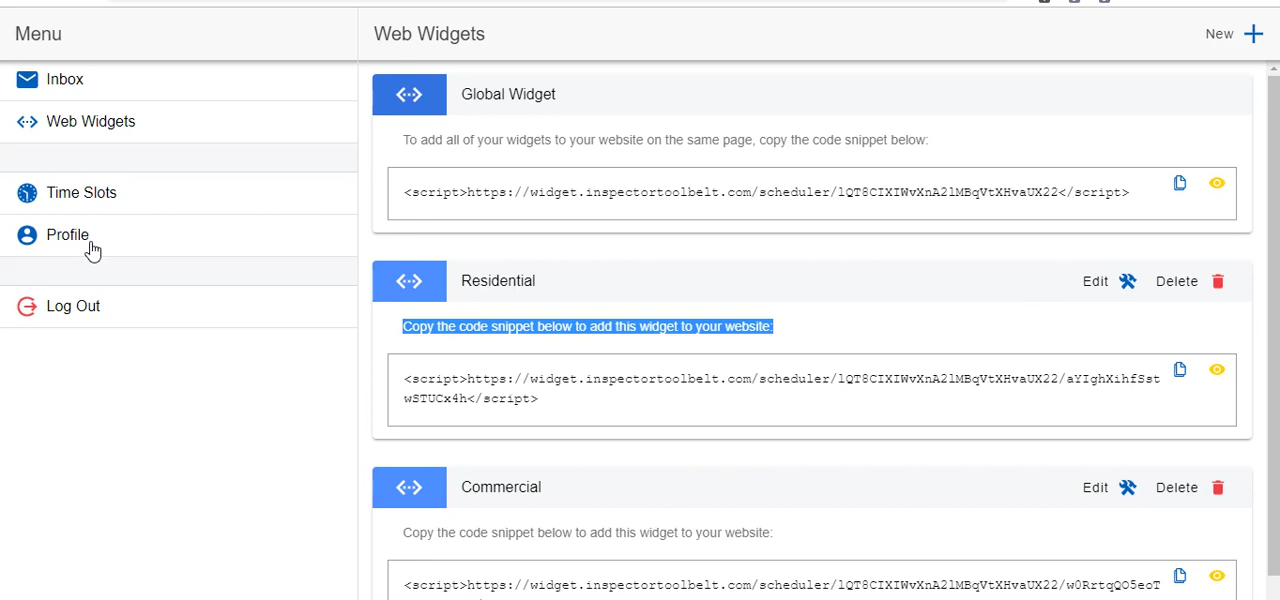 Menu
Web Widgets
New
Inbox
Web Widgets
Time Slots
Profile
Log Out
Global Widget
To add all of your widgets to your website on the same page, copy the code snippet below:
<script>https://widget.inspectortoolbelt.com/scheduler/lQT8CIXIWvXnA2lMBqVtXHvaUX22</script>
Residential
Edit
Delete
Copy the code snippet below to add this widget to your website:
<script>https://widget.inspectortoolbelt.com/scheduler/lQT8CIXIWvXnA2lMBqVtXHvaUX22/aYIghXihfSst
wSTUCx4h</script>
Commercial
Edit
Delete
Copy the code snippet below to add this widget to your website:
<script>https://widget.inspectortoolbelt.com/scheduler/lQT8CIXIWvXnA2lMBqVtXHvaUX22/w0RrtqQO5eoT